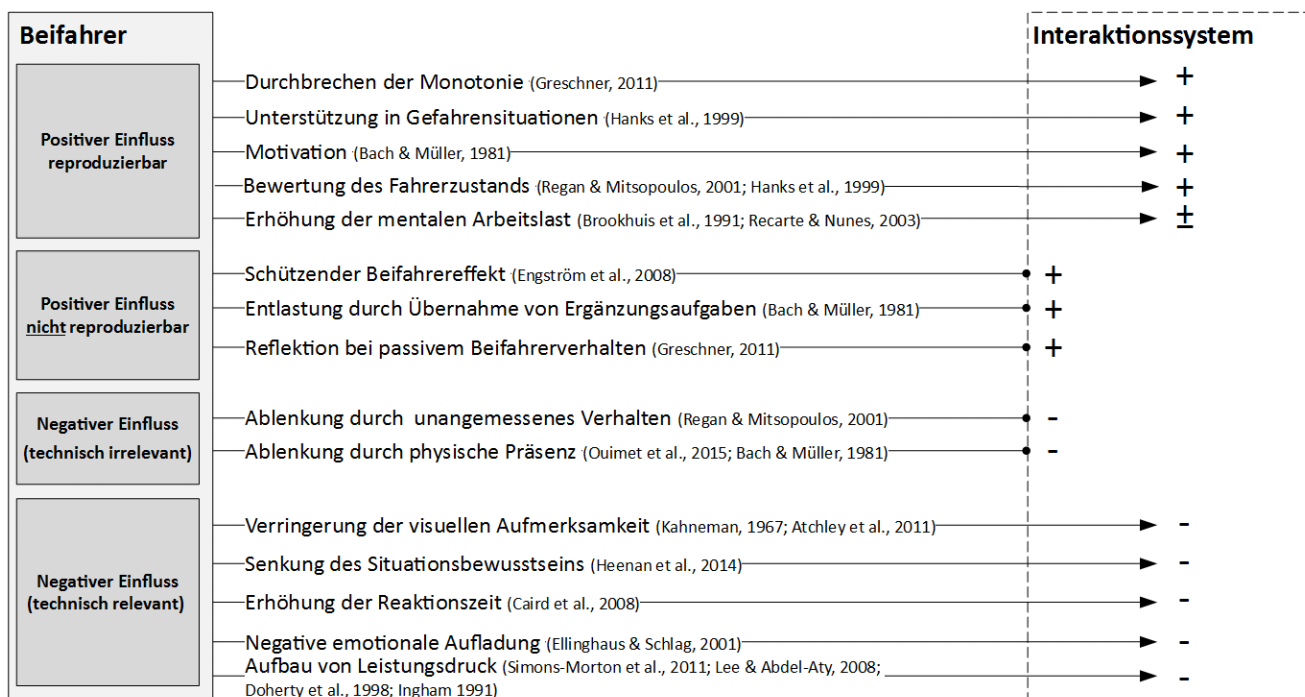 Beifahrer
Interaktionssystem
Positiver Einfluss
reproduzierbar
Durchbrechen der Monotonie (Greschner, 2011)
+
Unterstützung in Gefahrensituationen (Hanks et al., 1999)
+
Motivation (Bach & Müller, 1981)
+
Bewertung des Fahrerzustands (Regan & Mitsopoulos, 2001; Hanks et al., 1999)
+
Erhöhung der mentalen Arbeitslast (Brookhuis et al., 1991; Recarte & Nunes, 2003)
±
Positiver Einfluss
nicht reproduzierbar
Schützender Beifahrereffekt (Engström et al., 2008)
+
Entlastung durch Übernahme von Ergänzungsaufgaben (Bach & Müller, 1981)
+
Reflektion bei passivem Beifahrerverhalten (Greschner, 2011)
+
Negativer Einfluss
(technisch irrelevant)
Ablenkung durch unangemessenes Verhalten (Regan & Mitsopoulos, 2001)
-
Ablenkung durch physische Präsenz (Ouimet et al., 2015; Bach & Müller, 1981)
-
Negativer Einfluss
(technisch relevant)
Verringerung der visuellen Aufmerksamkeit (Kahneman, 1967; Atchley et al., 2011)
-
Senkung des Situationsbewusstseins (Heenan et al., 2014)
-
Erhöhung der Reaktionszeit (Caird et al., 2008)
-
Negative emotionale Aufladung (Ellinghaus & Schlag, 2001)
-
Aufbau von Leistungsdruck (Simons-Morton et al., 2011; Lee & Abdel-Aty, 2008;
Doherty et al., 1998; Ingham 1991)
-